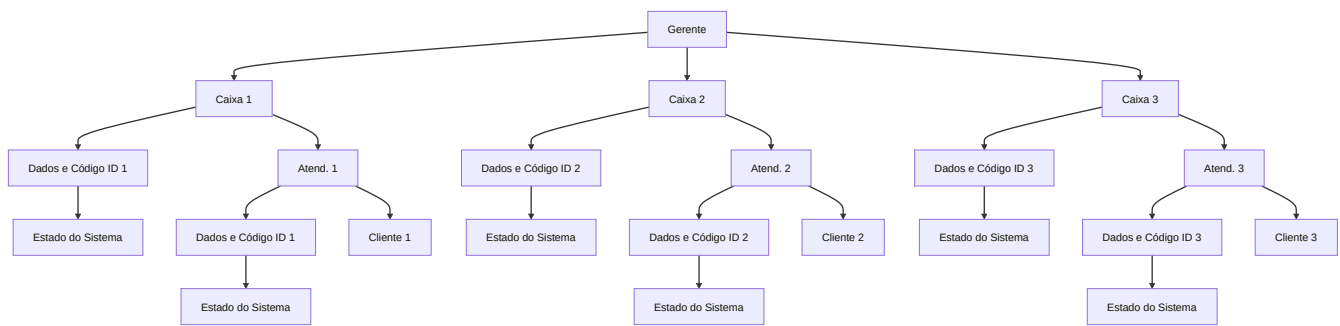 Gerente
Caixa 1
Caixa 2
Caixa 3
Dados e Código ID 1
Atend. 1
Dados e Código ID 2
Atend. 2
Dados e Código ID 3
Atend. 3
Estado do Sistema
Dados e Código ID 1
Cliente 1
Estado do Sistema
Dados e Código ID 2
Cliente 2
Estado do Sistema
Dados e Código ID 3
Cliente 3
Estado do Sistema
Estado do Sistema
Estado do Sistema